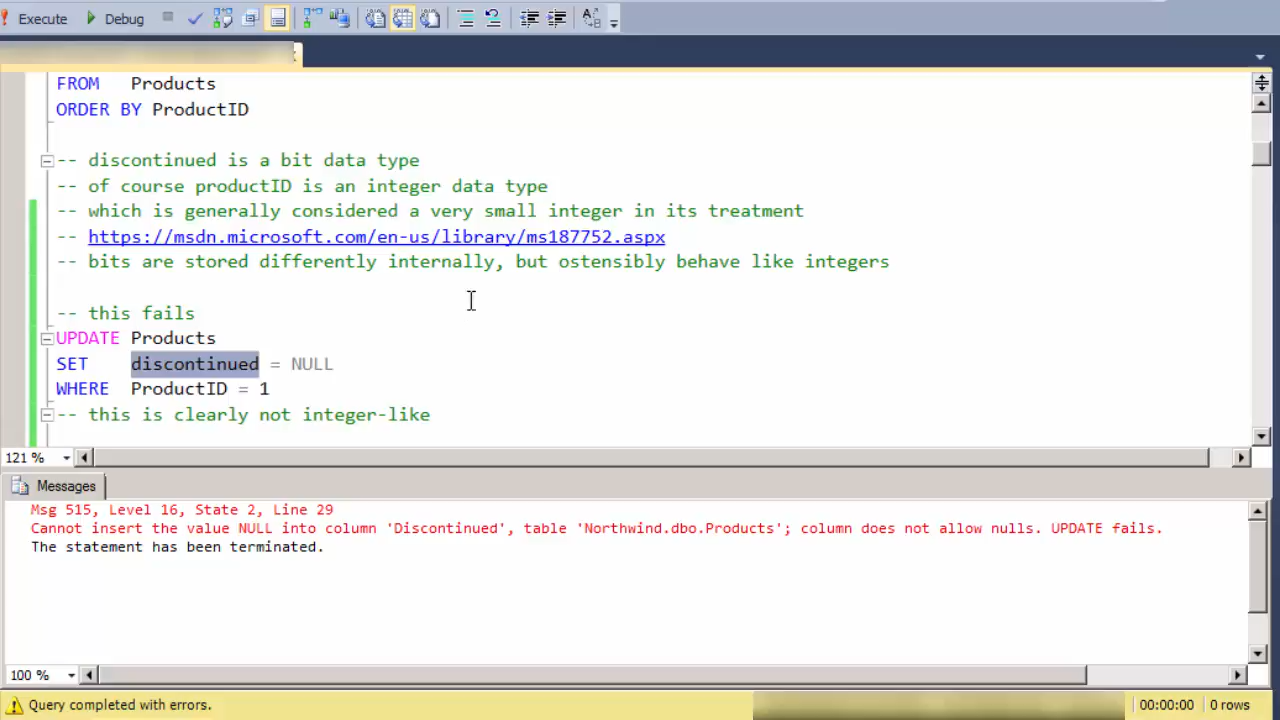 Execute Debug
FROM Products
ORDER BY ProductID
-- discontinued is a bit data type
-- of course productID is an integer data type
-- which is generally considered a very small integer in its treatment
-- https://msdn.microsoft.com/en-us/library/ms187752.aspx
-- bits are stored differently internally, but ostensibly behave like integers
-- this fails
UPDATE Products
SET discontinued = NULL
WHERE ProductID = 1
-- this is clearly not integer-like
121 %
Messages
Msg 515, Level 16, State 2, Line 29
Cannot insert the value NULL into column 'Discontinued', table 'Northwind.dbo.Products'; column does not allow nulls. UPDATE fails.
The statement has been terminated.
100 %
Query completed with errors. 00:00:00 0 rows